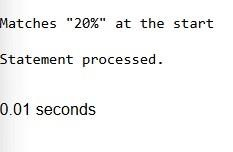 Matches "20%" at the start
Statement processed.
0.01 seconds